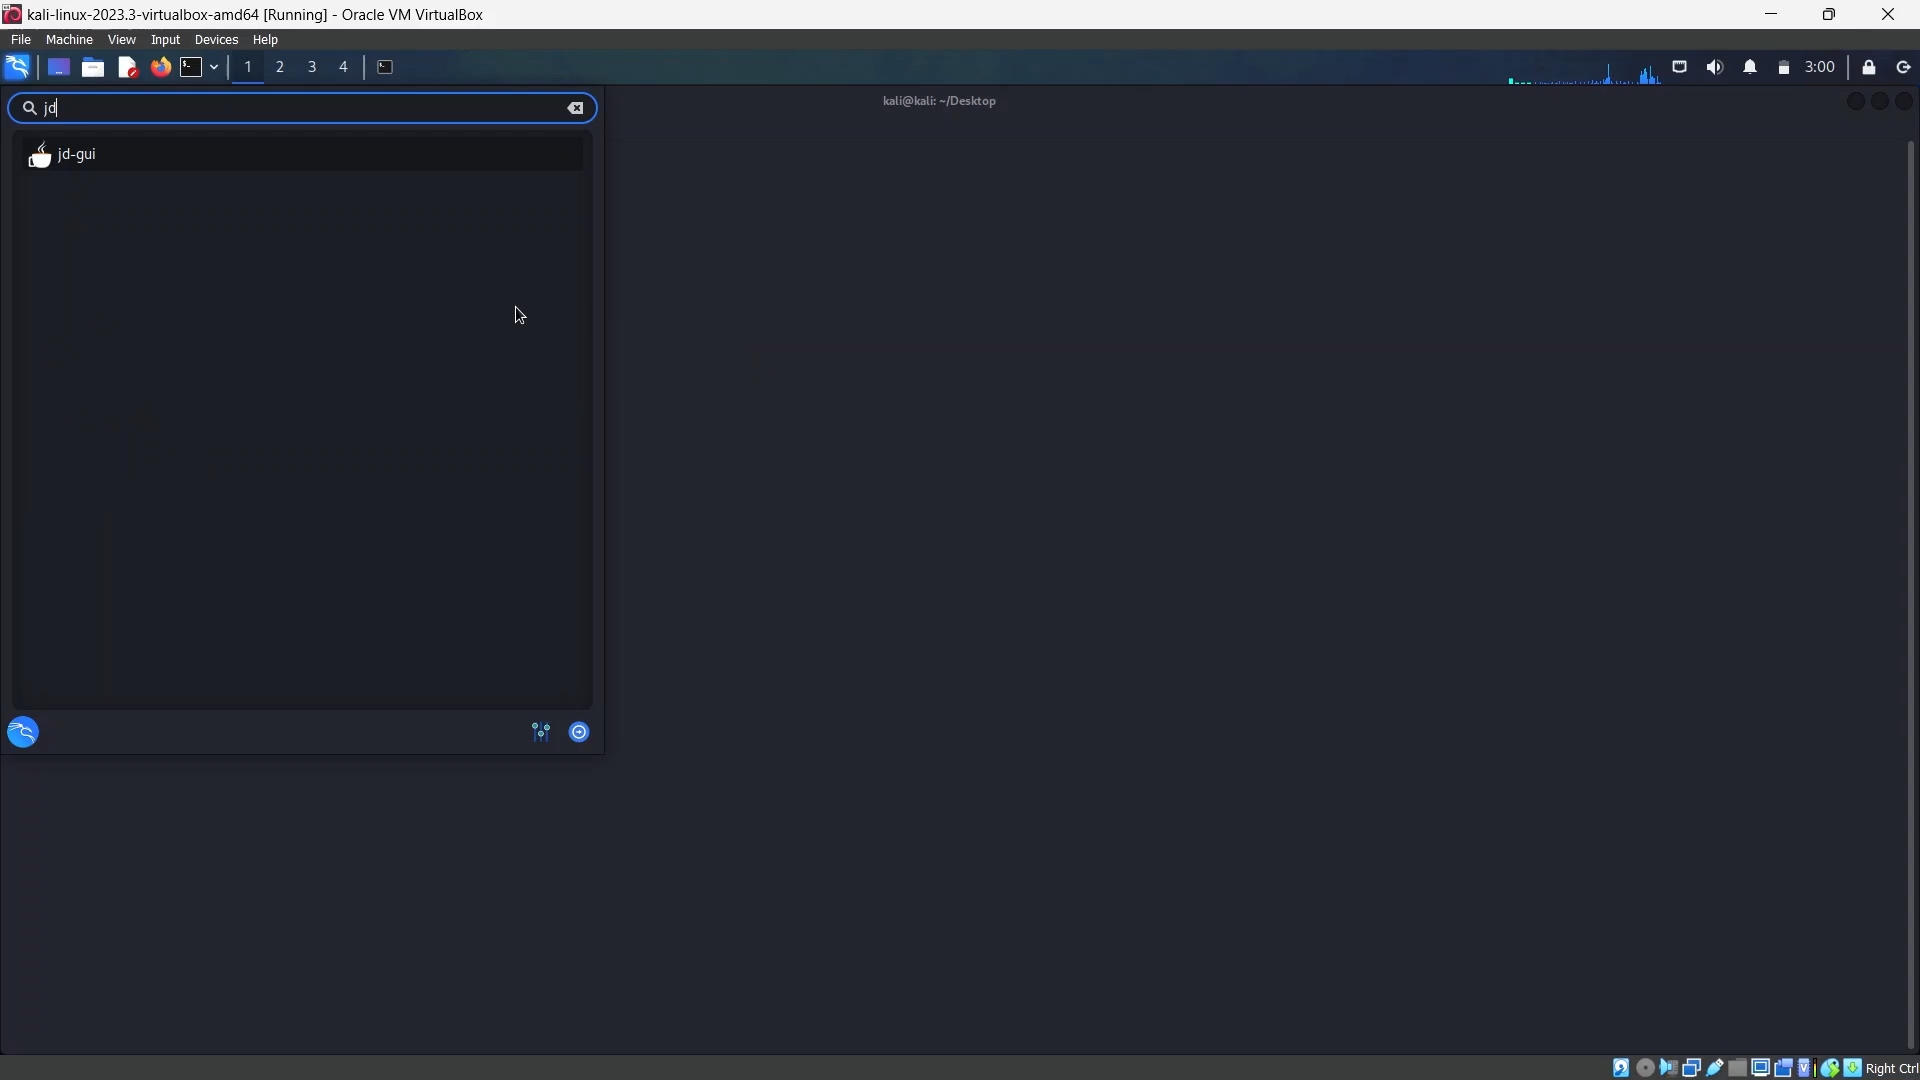 kali-linux-2023.3-virtualbox-amd64 [Running] - Oracle VM VirtualBox
File Machine View Input Devices Help
1 2 3 4 3:00
jd
kali@kali: ~/Desktop
jd-gui
Right Ctrl